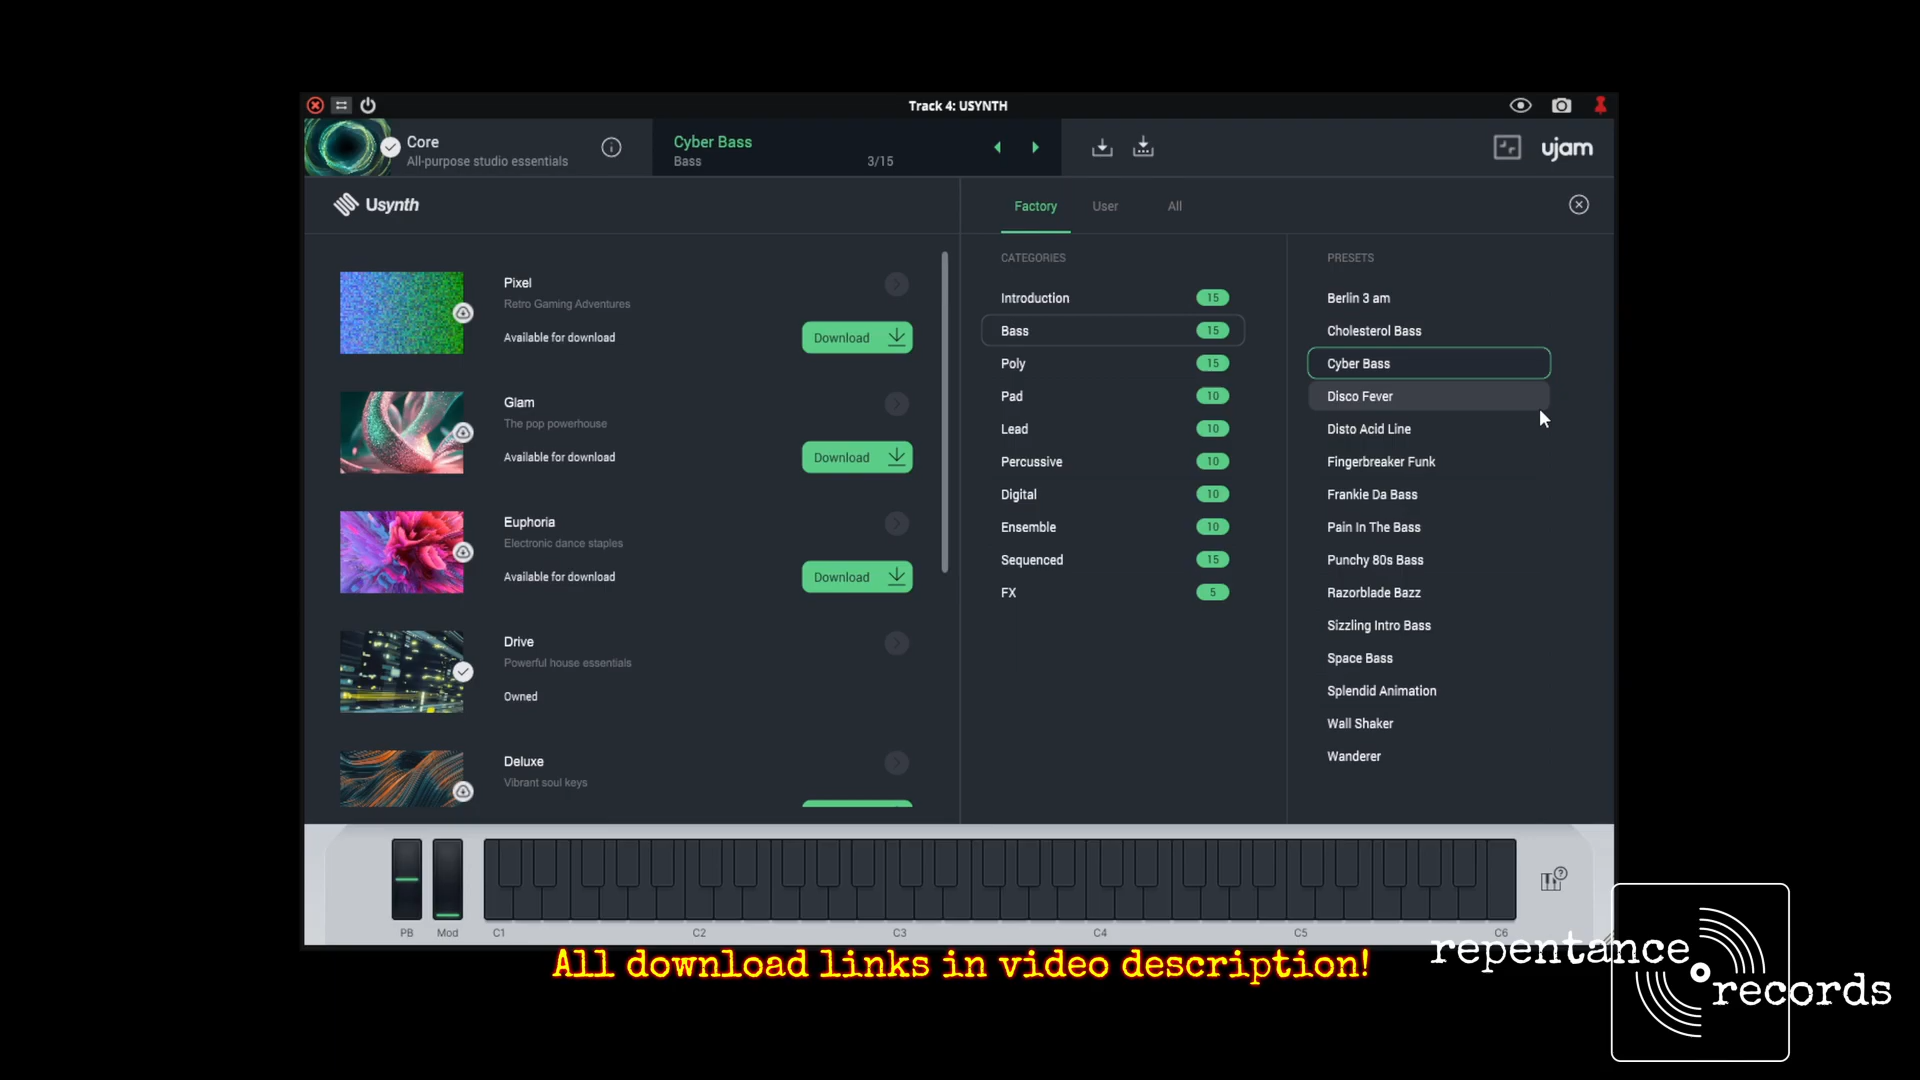 Track 4: USYNTH
Core
All-purpose studio essentials
Cyber Bass
Bass
3/15
ujam
Usynth
Factory
User
All
Pixel
Retro Gaming Adventures
Available for download
Download
Glam
The pop powerhouse
Available for download
Download
Euphoria
Electronic dance staples
Available for download
Download
Drive
Powerful house essentials
Owned
Deluxe
Vibrant soul keys
CATEGORIES
Introduction 15
Bass 15
Poly 15
Pad 10
Lead 10
Percussive 10
Digital 10
Ensemble 10
Sequenced 15
FX 5
PRESETS
Berlin 3 am
Cholesterol Bass
Cyber Bass
Disco Fever
Disto Acid Line
Fingerbreaker Funk
Frankie Da Bass
Pain In The Bass
Punchy 80s Bass
Razorblade Bazz
Sizzling Intro Bass
Space Bass
Splendid Animation
Wall Shaker
Wanderer
PB Mod C1 C2 C3 C4 C5 C6
All download links in video description!
repentance
records